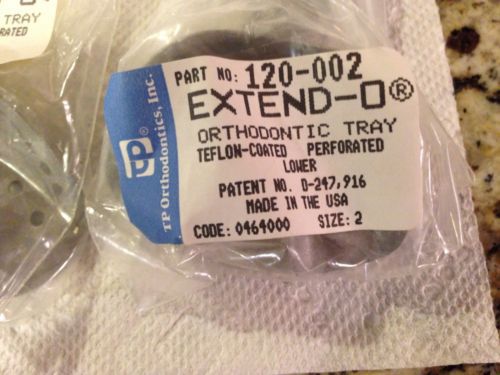 TRAY
PART NO: 120-002
EXTEND-O®
ORTHODONTIC TRAY
TEFLON-COATED PERFORATED
LOWER
PATENT NO. D-247,916
MADE IN THE USA
CODE: 0464000 SIZE: 2
TP Orthodontics, Inc.